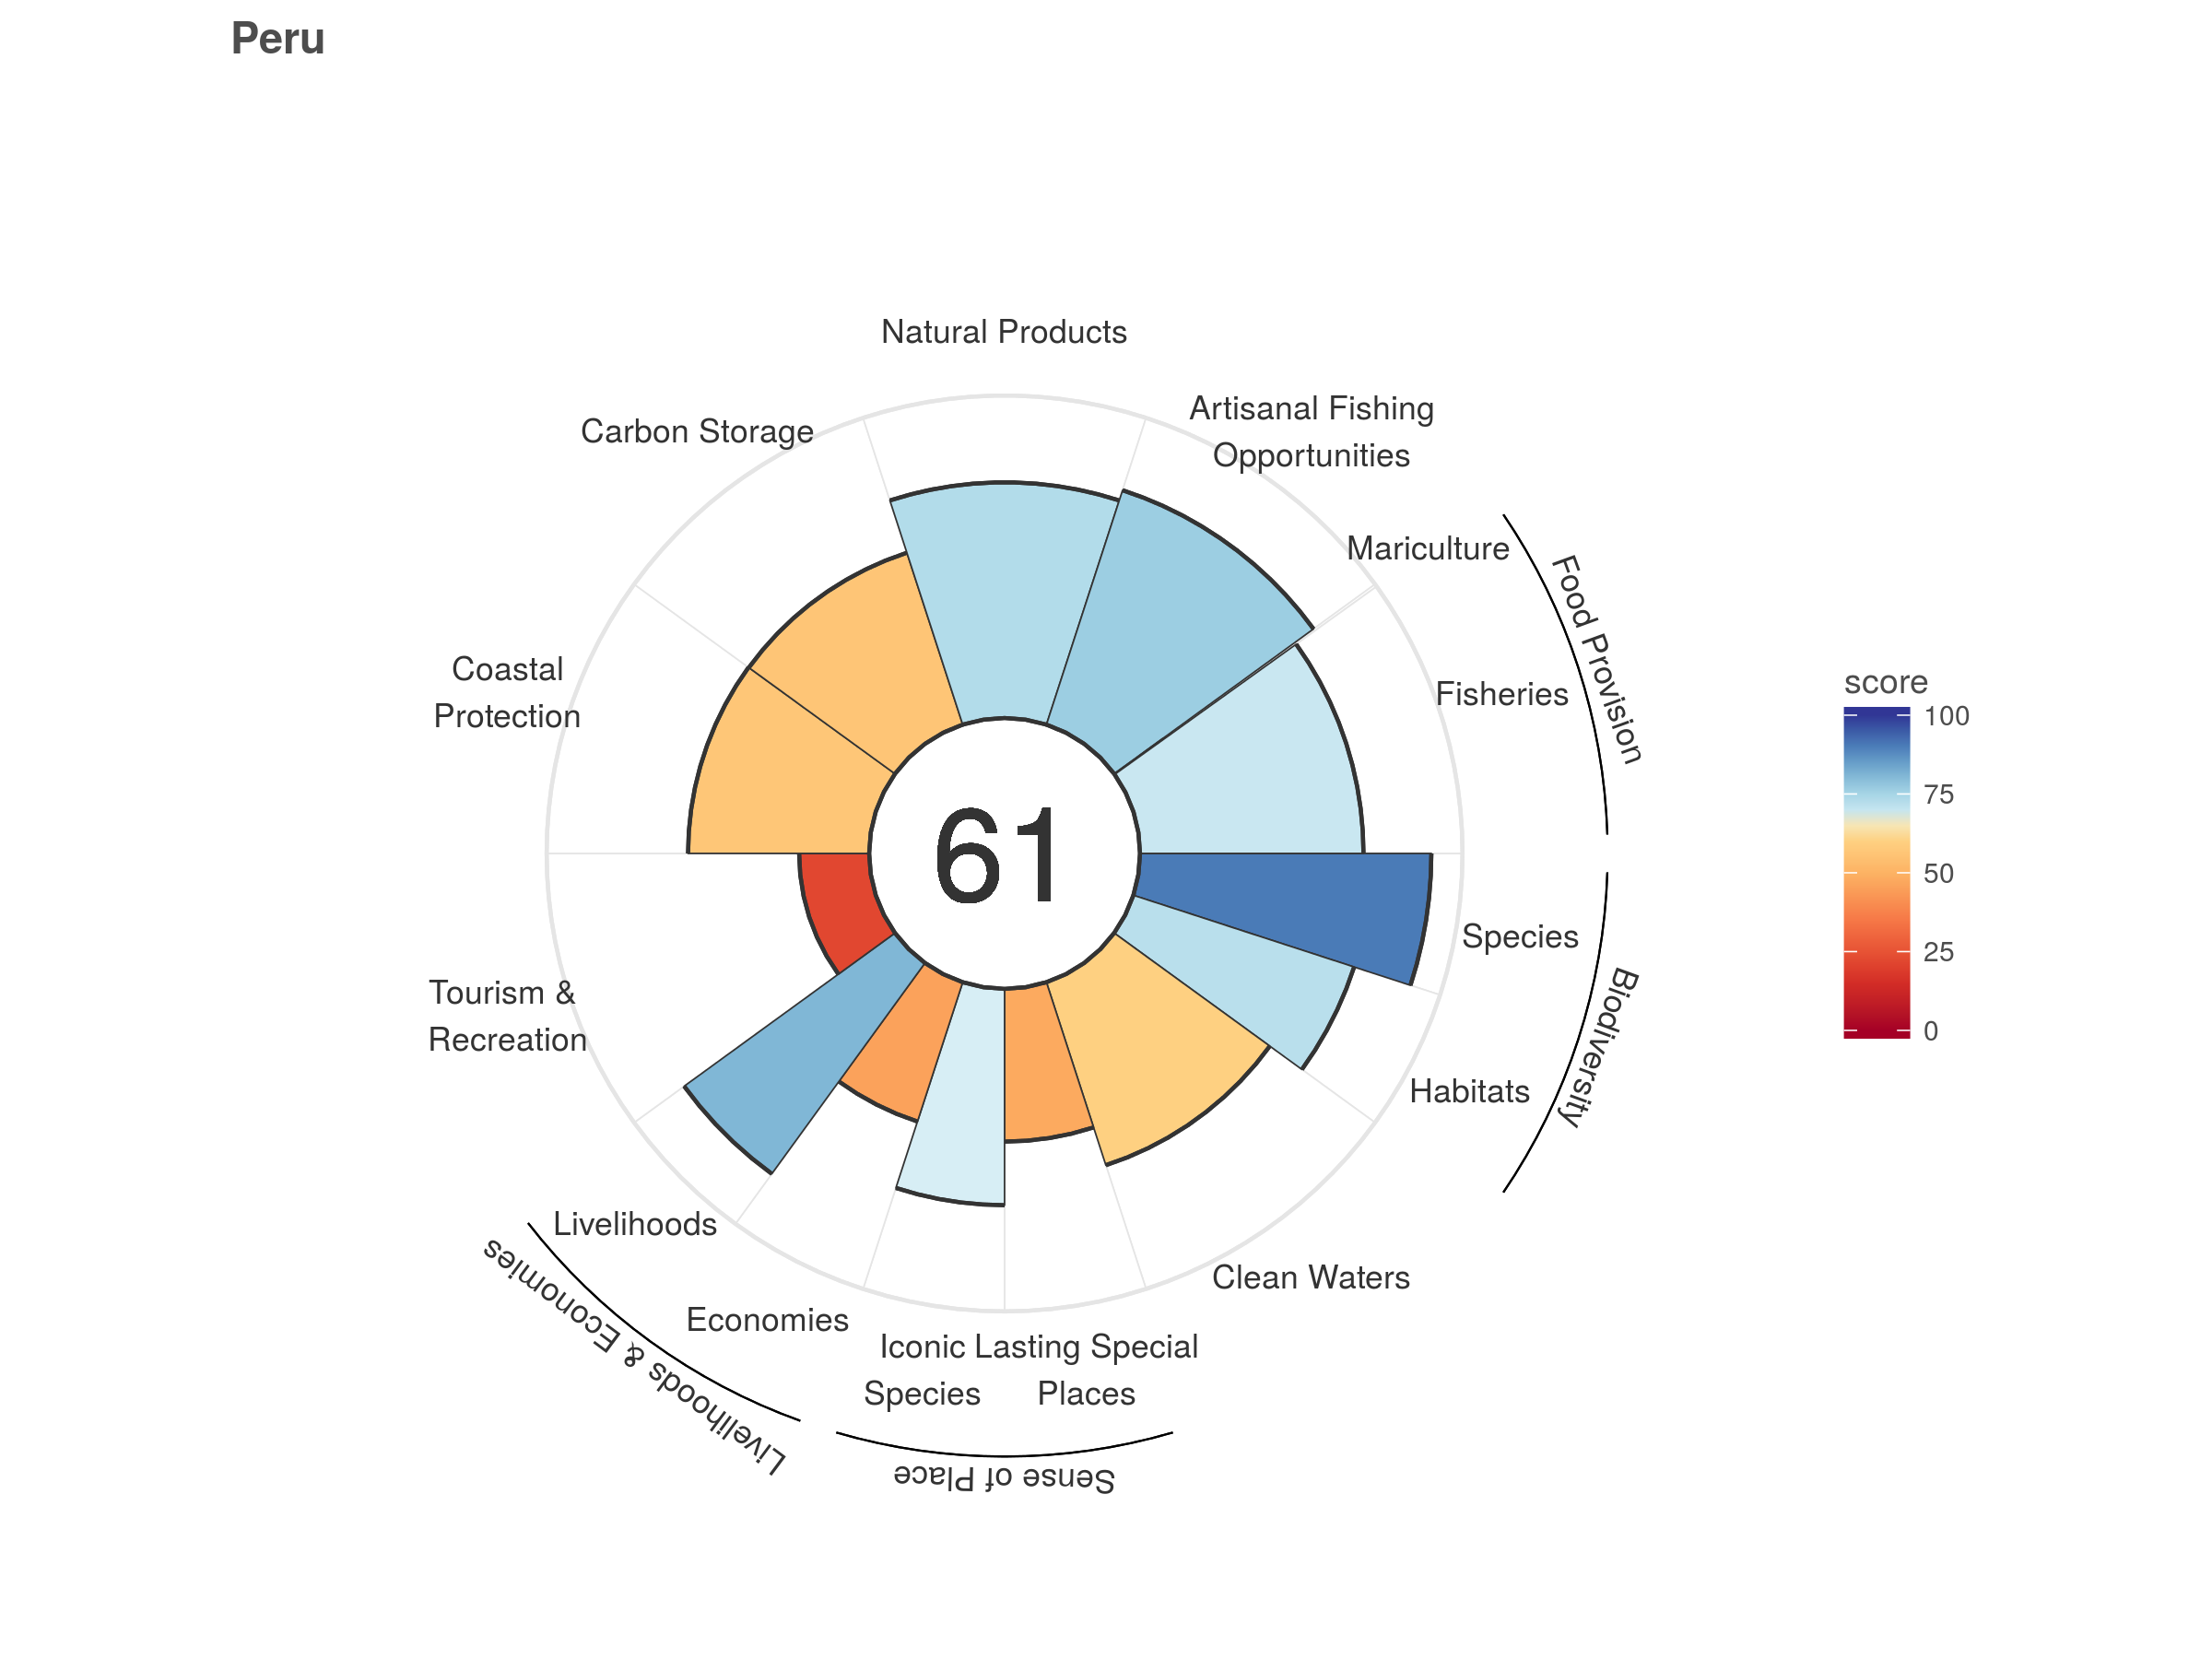 Peru
Natural Products
Artisanal Fishing
Opportunities
Carbon Storage
Mariculture
Food Provision
Fisheries
Coastal
Protection
score
100
75
50
25
0
61
Species
Biodiversity
Habitats
Tourism &
Recreation
Livelihoods
Livelihoods & Economies
Economies
Clean Waters
Iconic
Species
Lasting Special
Places
Sense of Place